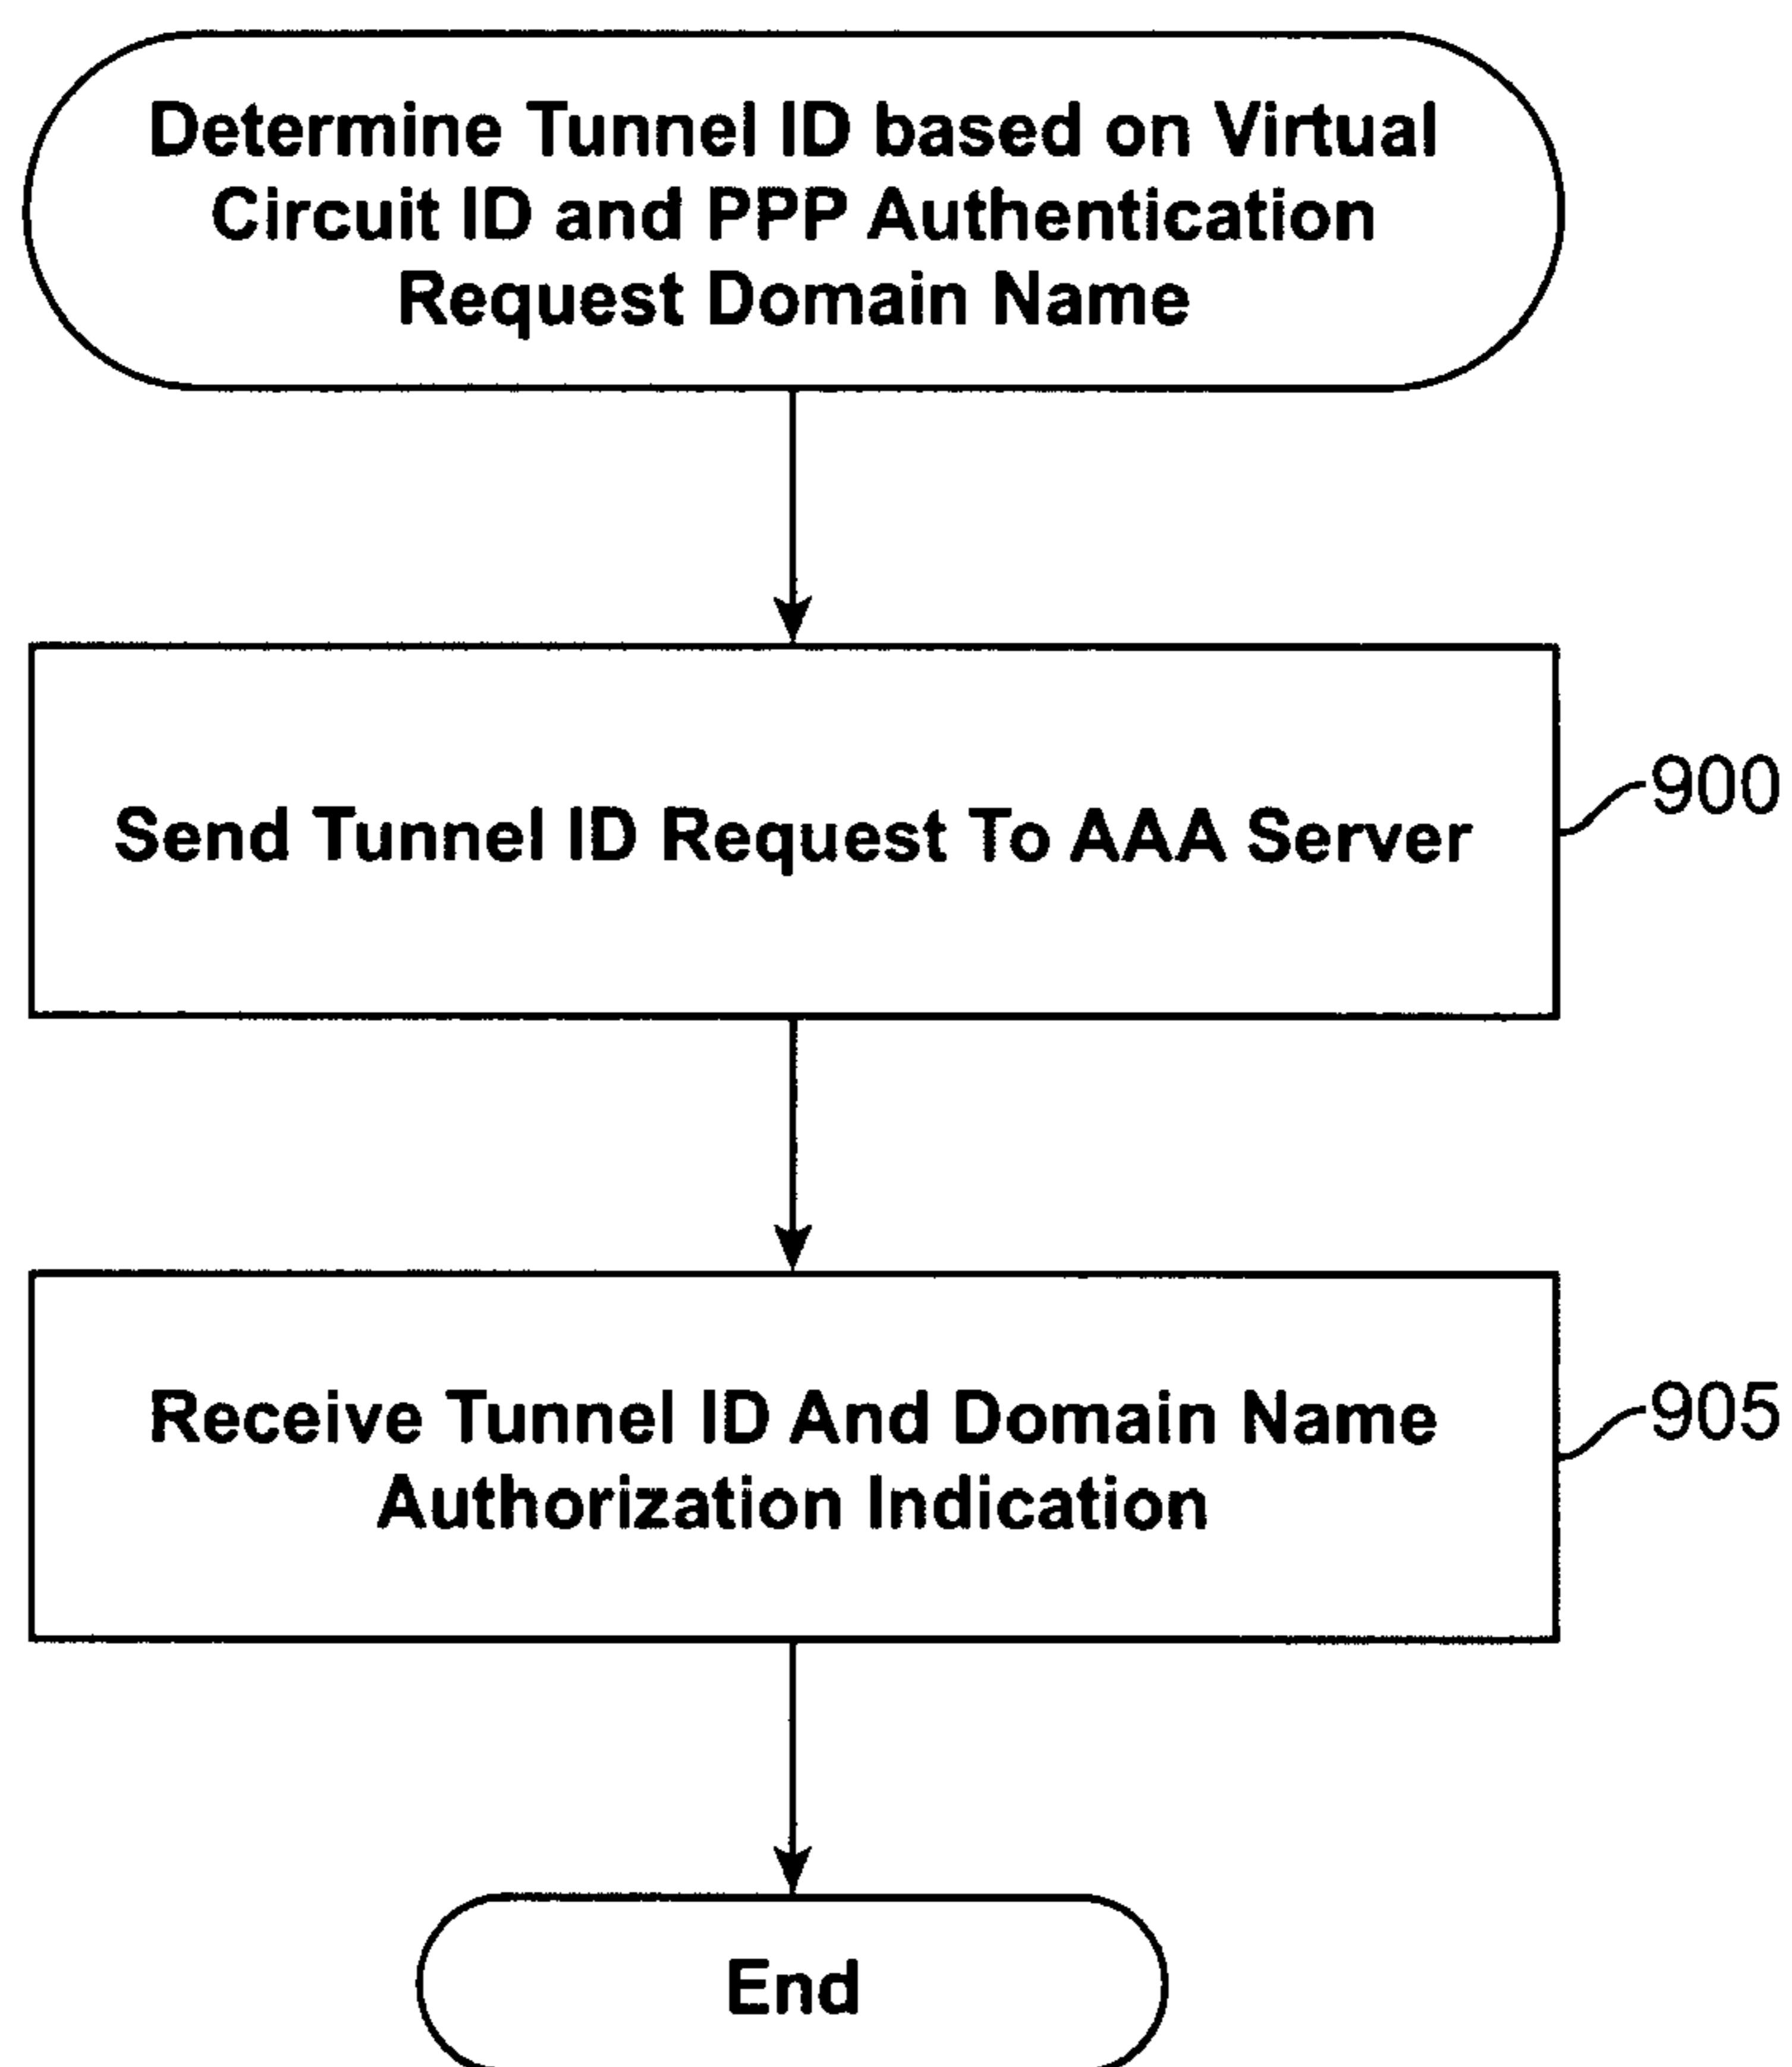 Determine Tunnel ID based on Virtual
Circuit ID and PPP Authentication
Request Domain Name
Send Tunnel ID Request To AAA Server
900
Receive Tunnel ID And Domain Name
Authorization Indication
905
End